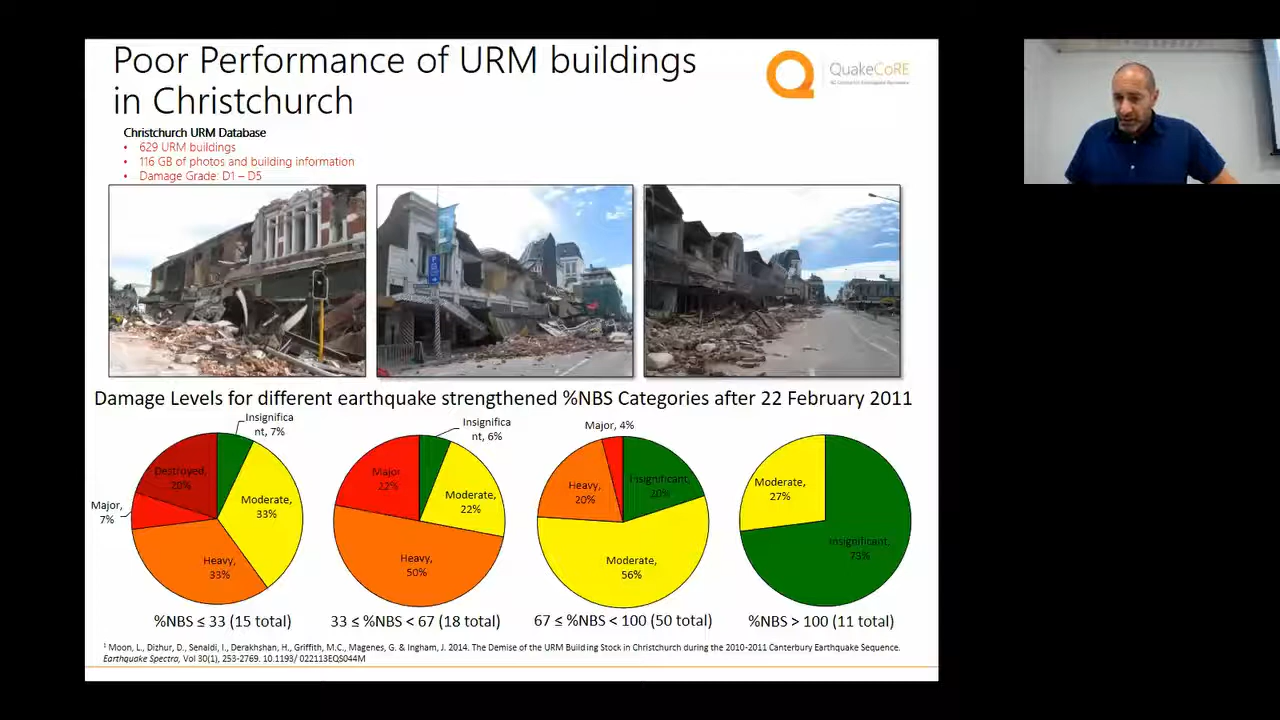 Poor Performance of URM buildings
in Christchurch
QuakeCoRE
Christchurch URM Database
• 629 URM buildings
• 116 GB of photos and building information
• Damage Grade: D1 – D5
Damage Levels for different earthquake strengthened %NBS Categories after 22 February 2011
Insignifica
nt, 7%
Destroyed,
20%
Major,
7%
Moderate,
33%
Heavy,
33%
Insignifica
nt, 6%
Major
22%
Moderate,
22%
Heavy,
50%
Major, 4%
Heavy,
20%
Insignificant,
20%
Moderate,
56%
Moderate,
27%
Insignificant,
73%
%NBS ≤ 33 (15 total)
33 ≤ %NBS < 67 (18 total)
67 ≤ %NBS < 100 (50 total)
%NBS > 100 (11 total)
1 Moon, L., Dizhur, D., Senaldi, I., Derakhshan, H., Griffith, M.C., Magenes, G. & Ingham, J. 2014. The Demise of the URM Building Stock in Christchurch during the 2010-2011 Canterbury Earthquake Sequence.
Earthquake Spectra, Vol 30(1), 253-2769. 10.1193/ 022113EQS044M